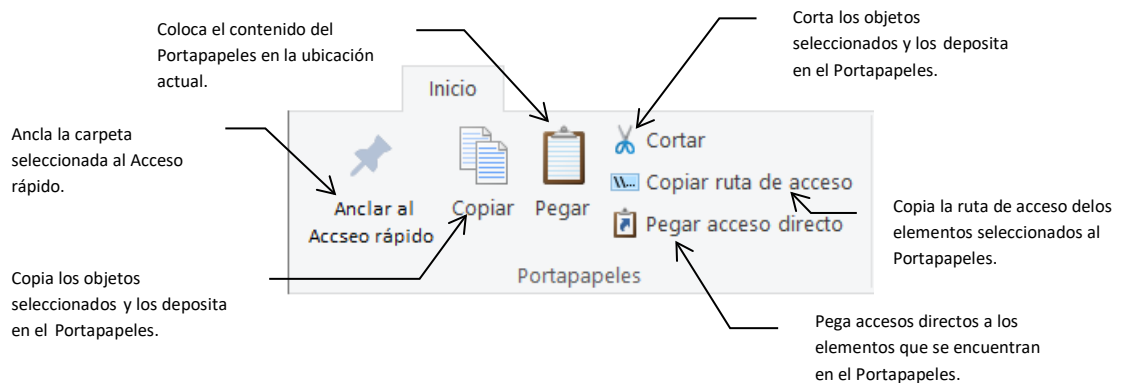 Coloca el contenido del
Portapapeles en la ubicación
actual.
Corta los objetos
seleccionados y los deposita
en el Portapapeles.
Inicio
Ancla la carpeta
seleccionada al Acceso
rápido.
Anclar al
Accseo rápido
Copiar
Pegar
Cortar
\\...
Copiar ruta de acceso
Pegar acceso directo
Portapapeles
Copia la ruta de acceso delos
elementos seleccionados al
Portapapeles.
Copia los objetos
seleccionados y los deposita
en el Portapapeles.
Pega accesos directos a los
elementos que se encuentran
en el Portapapeles.